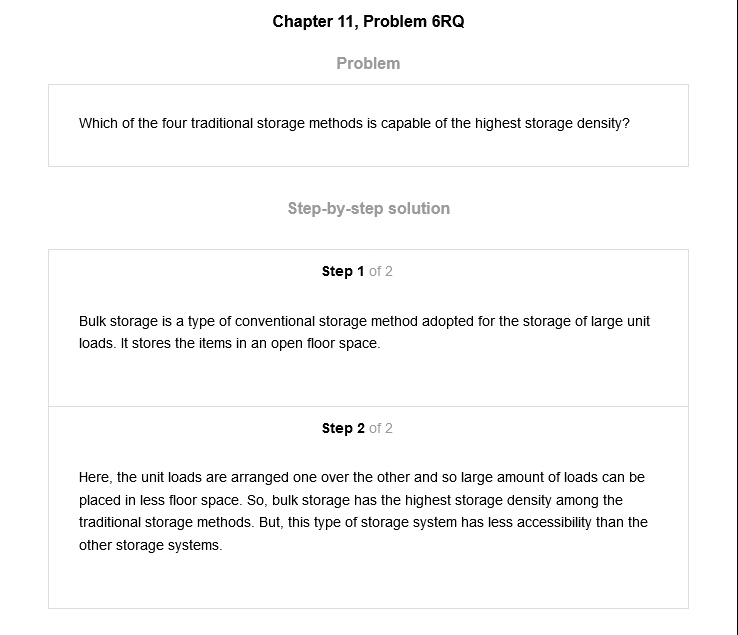 Chapter 11, Problem 6RQ
Problem
Which of the four traditional storage methods is capable of the highest storage density?
Step-by-step solution
Step 1 of 2
Bulk storage is a type of conventional storage method adopted for the storage of large unit
loads. It stores the items in an open floor space.
Step 2 of 2
Here, the unit loads are arranged one over the other and so large amount of loads can be
placed in less floor space. So, bulk storage has the highest storage density among the
traditional storage methods. But, this type of storage system has less accessibility than the
other storage systems.